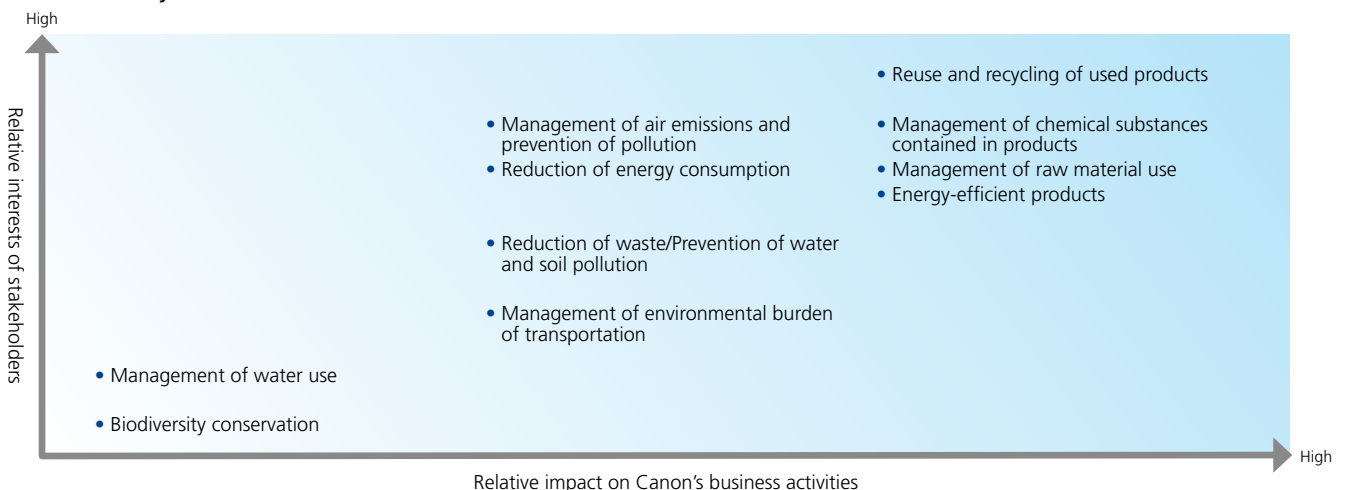 High
Relative interests of stakeholders
• Reuse and recycling of used products
• Management of air emissions and
prevention of pollution
• Reduction of energy consumption
• Management of chemical substances
contained in products
• Management of raw material use
• Energy-efficient products
• Reduction of waste/Prevention of water
and soil pollution
• Management of environmental burden
of transportation
• Management of water use
• Biodiversity conservation
High
Relative impact on Canon’s business activities